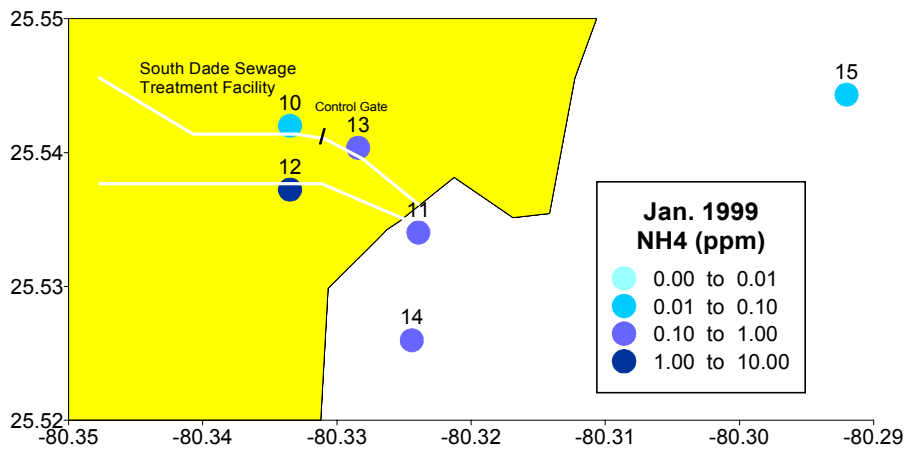 25.55
South Dade Sewage
Treatment Facility
15
10
Control Gate
13
25.54
12
11
Jan. 1999
NH4 (ppm)
0.00 to 0.01
0.01 to 0.10
0.10 to 1.00
1.00 to 10.00
25.53
14
25.52
-80.35 -80.34 -80.33 -80.32 -80.31 -80.30 -80.29